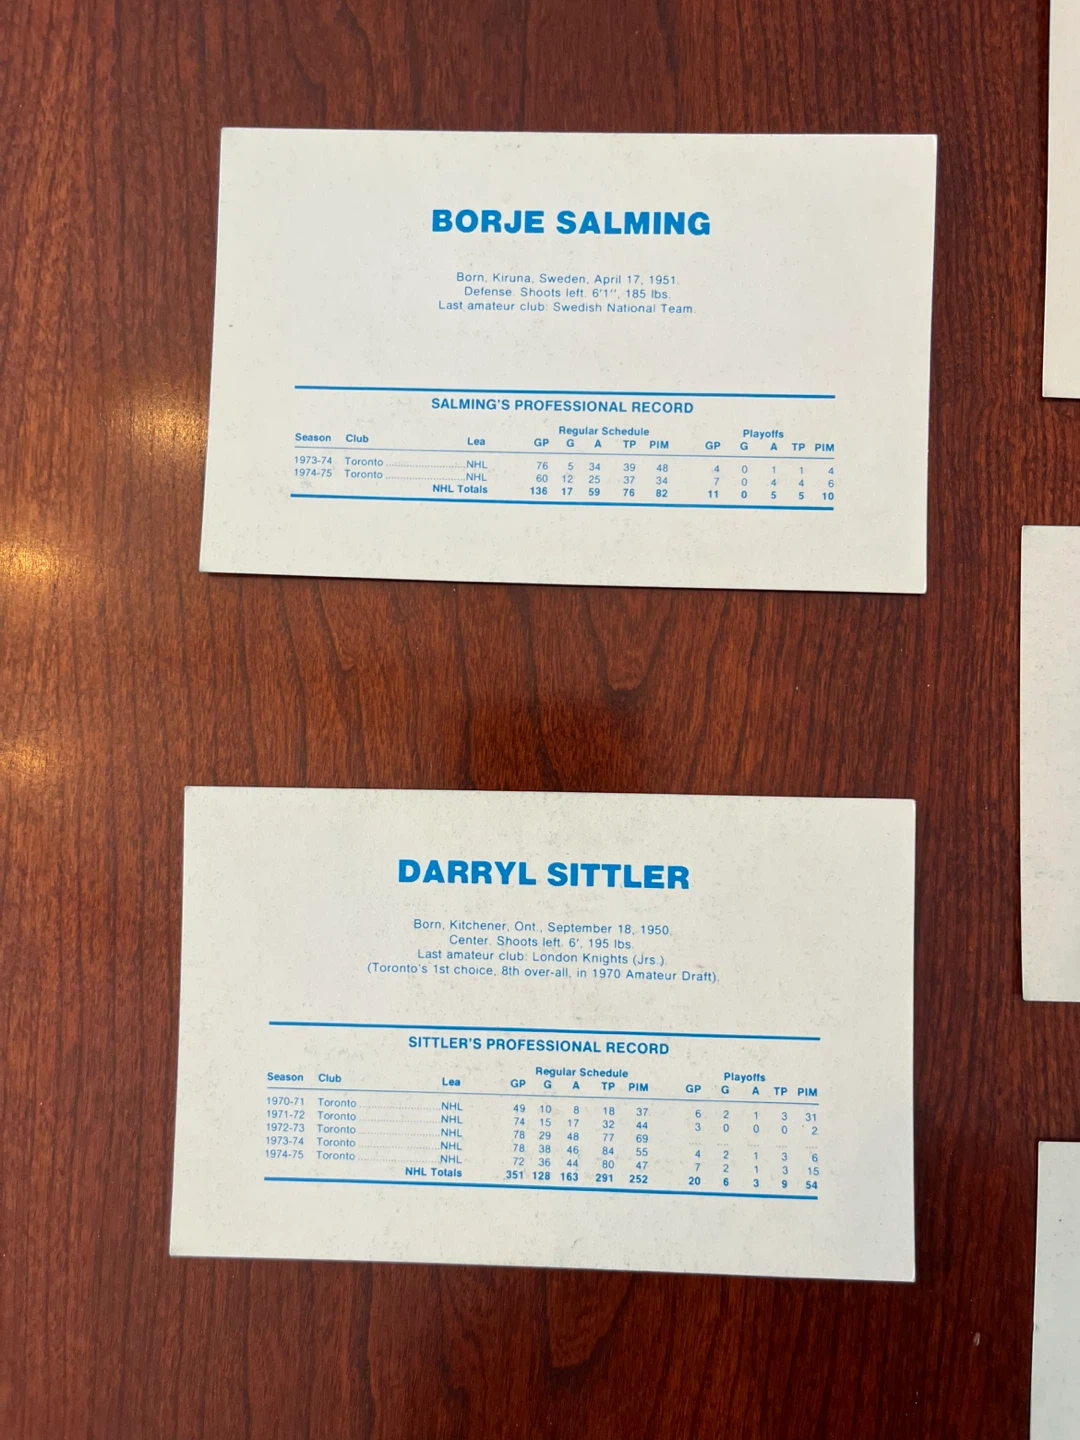 BORJE SALMING
Born, Kiruna, Sweden, April 17, 1951.
Defense. Shoots left. 6'1", 185 lbs.
Last amateur club: Swedish National Team.
SALMING'S PROFESSIONAL RECORD
Regular Schedule Playoffs
Season Club Lea GP G A TP PIM GP G A TP PIM
1973-74 Toronto ........................ NHL 76 5 34 39 48 4 0 1 1 4
1974-75 Toronto ........................ NHL 60 12 25 37 34 7 0 4 4 6
NHL Totals 136 17 59 76 82 11 0 5 5 10
DARRYL SITTLER
Born, Kitchener, Ont., September 18, 1950.
Center. Shoots left. 6', 195 lbs.
Last amateur club: London Knights (Jrs.).
(Toronto's 1st choice, 8th over-all, in 1970 Amateur Draft).
SITTLER'S PROFESSIONAL RECORD
Regular Schedule Playoffs
Season Club Lea GP G A TP PIM GP G A TP PIM
1970-71 Toronto ........................ NHL 49 10 8 18 37 6 2 1 3 31
1971-72 Toronto ........................ NHL 74 15 17 32 44 3 0 0 0 2
1972-73 Toronto ........................ NHL 78 29 48 77 69 .... .... .... .... ....
1973-74 Toronto ........................ NHL 78 38 46 84 55 4 2 1 3 6
1974-75 Toronto ........................ NHL 72 36 44 80 47 7 2 1 3 15
NHL Totals 351 128 163 291 252 20 6 3 9 54